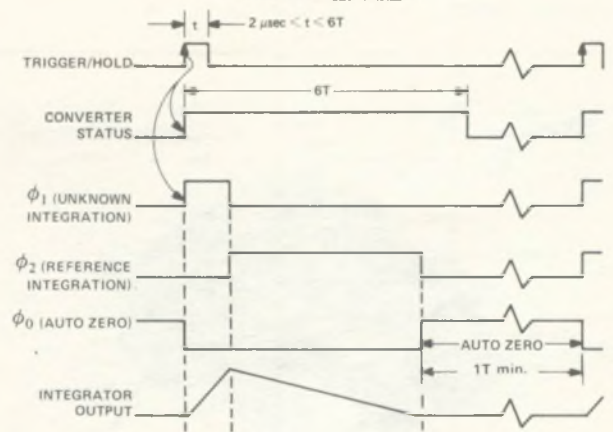 t
2 μsec < t < 6T
TRIGGER/HOLD
6T
CONVERTER
STATUS
ϕ1 (UNKNOWN
INTEGRATION)
ϕ2 (REFERENCE
INTEGRATION)
ϕ0 (AUTO ZERO)
AUTO ZERO
1T min.
INTEGRATOR
OUTPUT